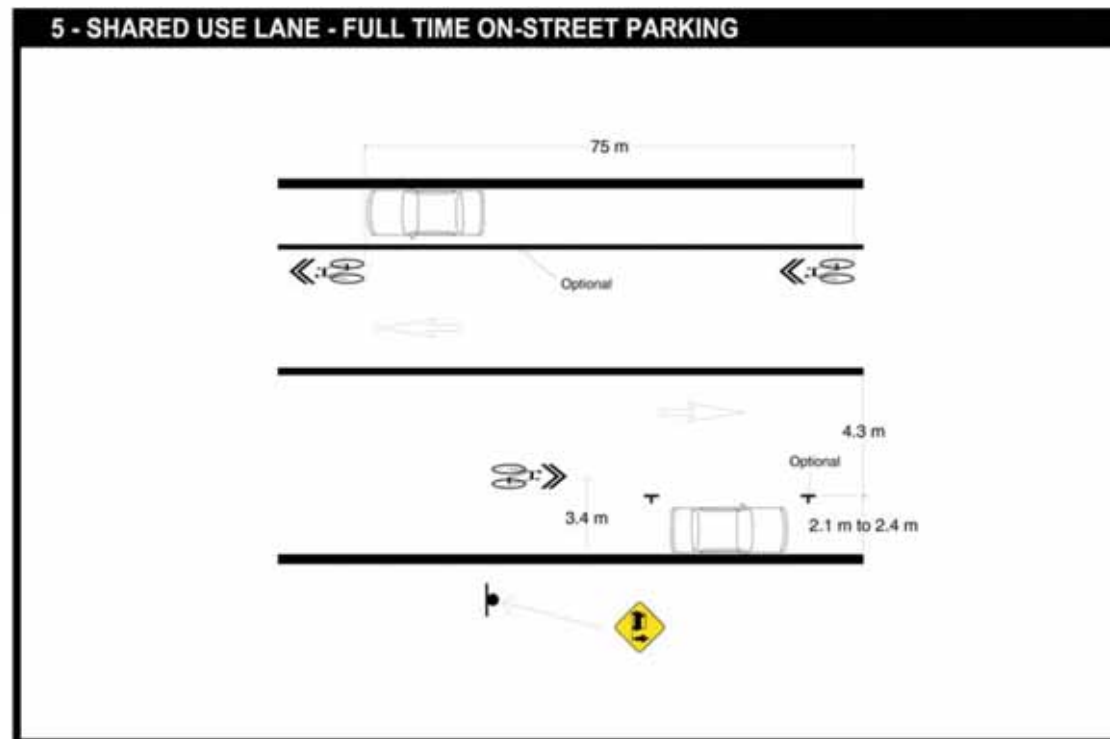 5 - SHARED USE LANE - FULL TIME ON-STREET PARKING
75 m
Optional
4.3 m
Optional
3.4 m
2.1 m to 2.4 m